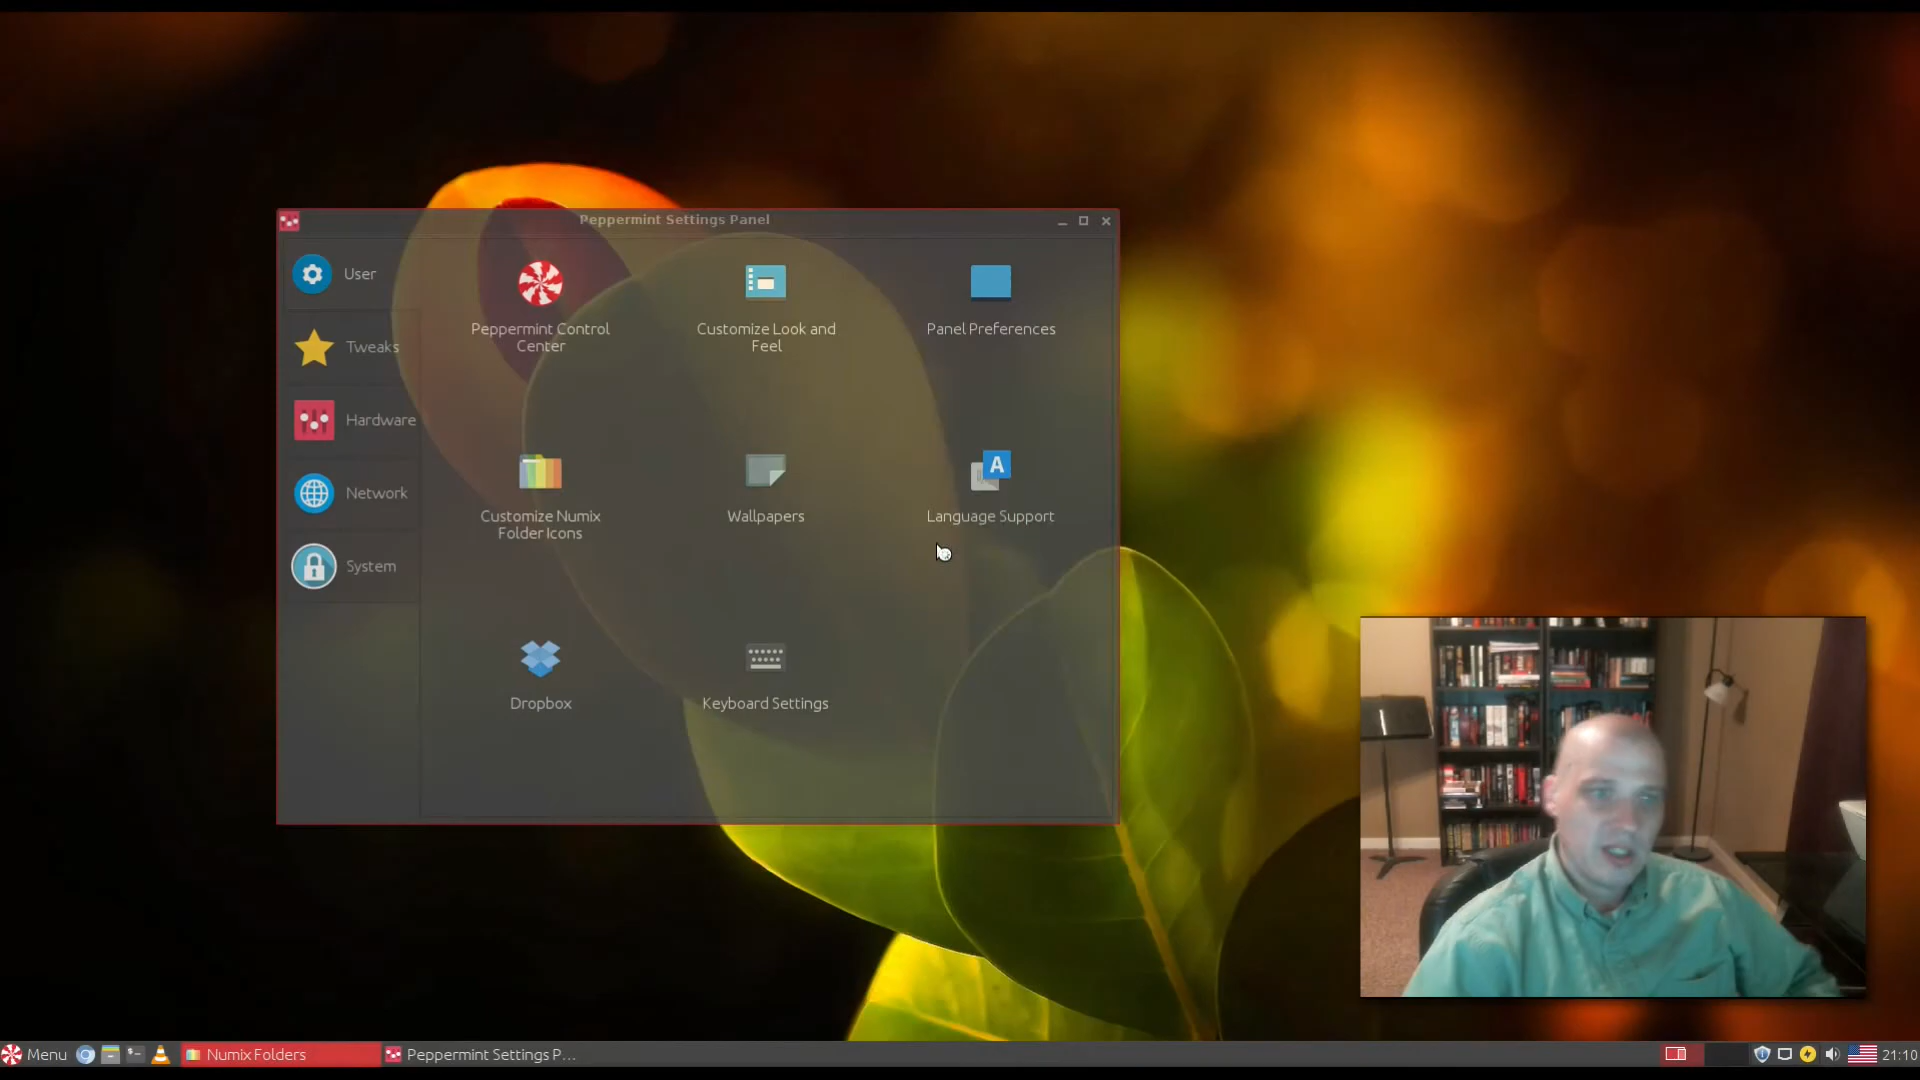 Peppermint Settings Panel
User
Tweaks
Hardware
Network
System
Peppermint Control
Center
Customize Look and
Feel
Panel Preferences
Customize Numix
Folder Icons
Wallpapers
A
Language Support
Dropbox
Keyboard Settings
Menu
Numix Folders
Peppermint Settings P...
21:10